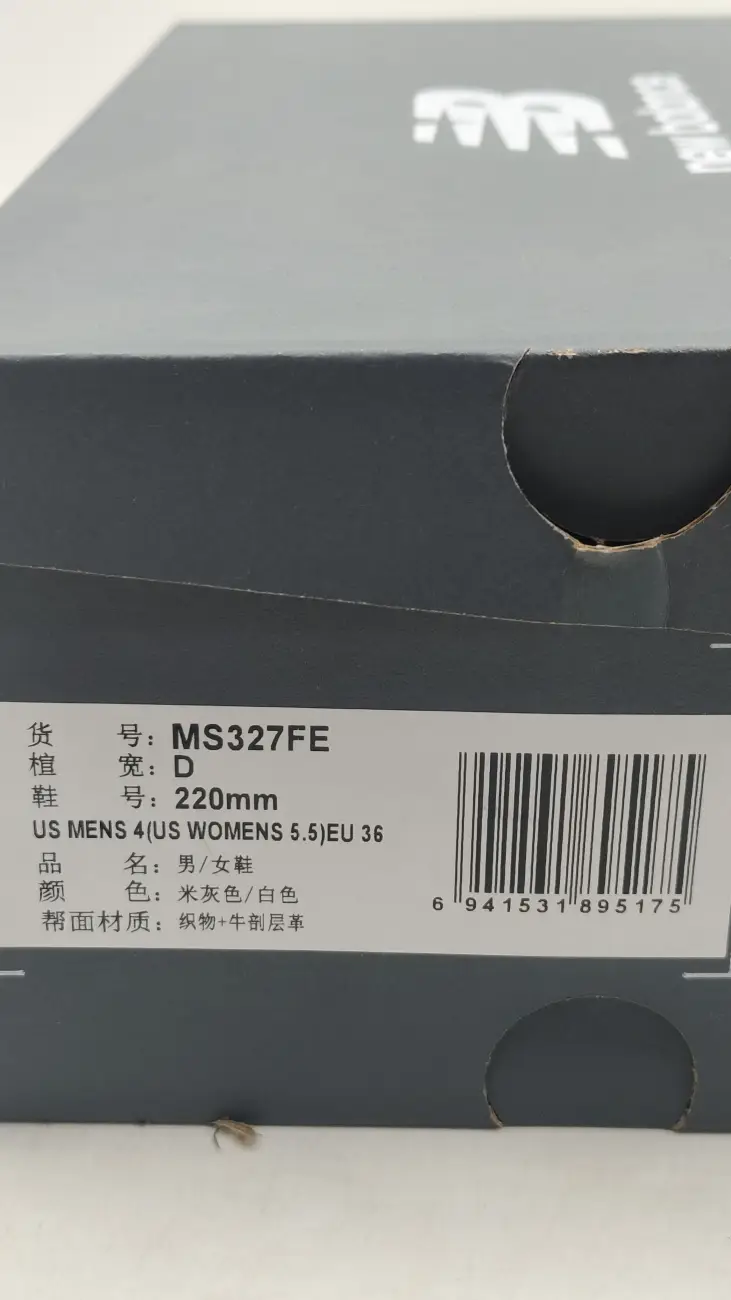 new balance
货 号：MS327FE
楦 宽：D
鞋 号：220mm
US MENS 4(US WOMENS 5.5)EU 36
品 名：男/女鞋
颜 色：米灰色/白色
帮面材质：织物+牛剖层革
6 941531 895175